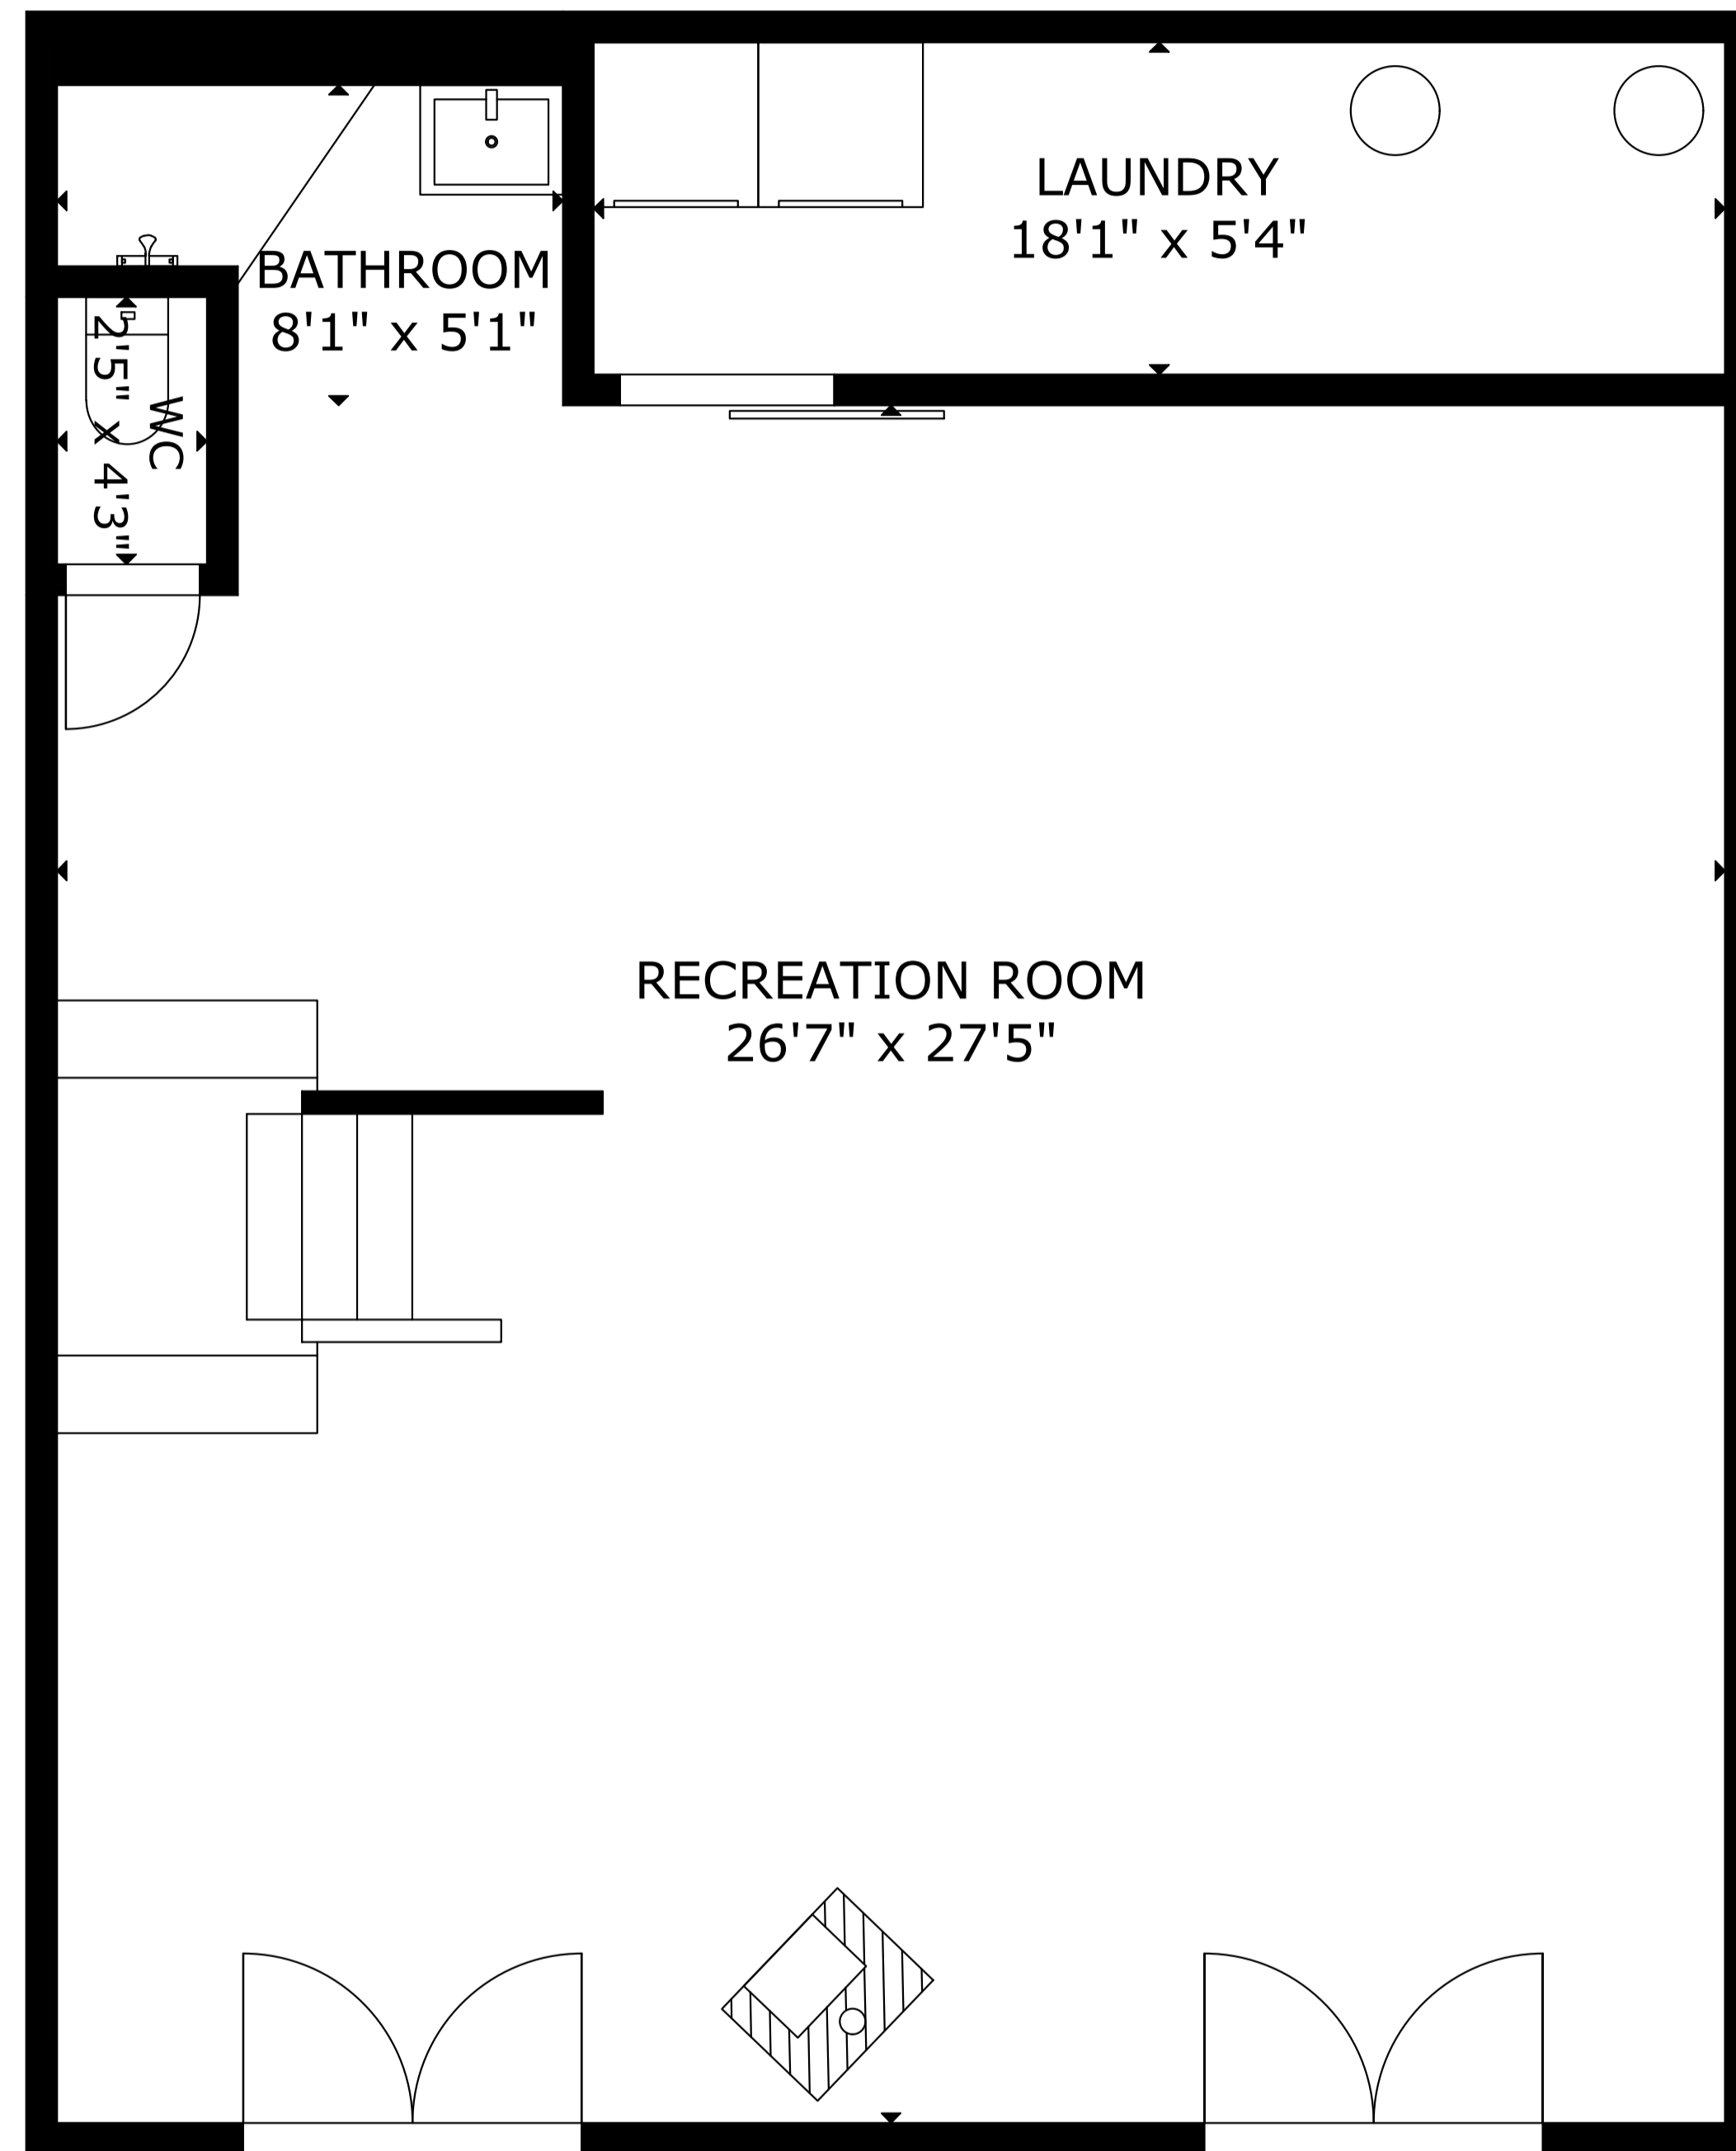 LAUNDRY
18'1" x 5'4"
BATHROOM
8'1" x 5'1"
WC
2'5" x 4'3"
RECREATION ROOM
26'7" x 27'5"